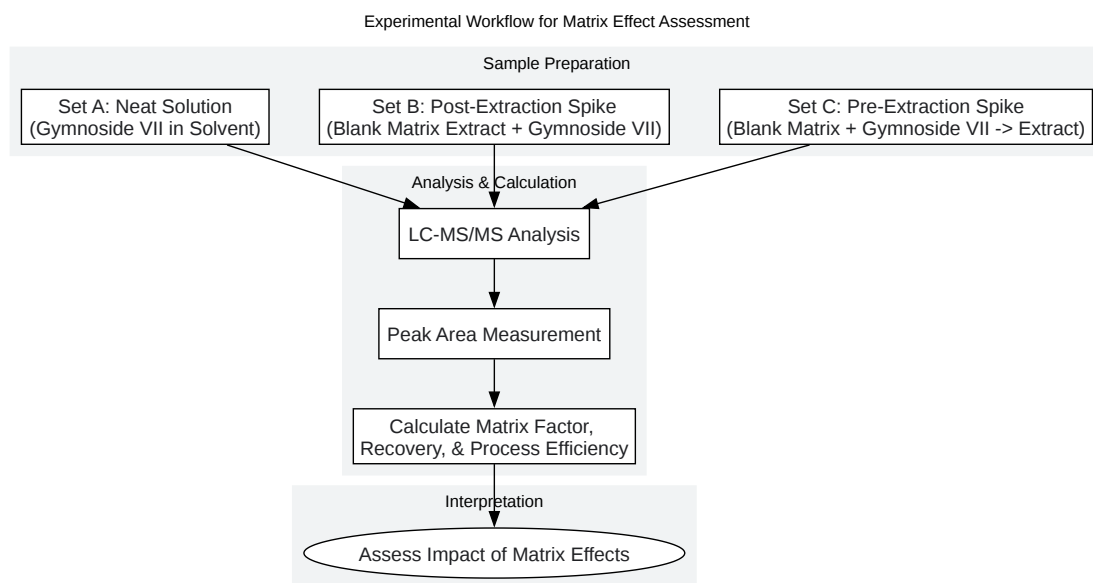 Experimental Workflow for Matrix Effect Assessment
Sample Preparation
Set A: Neat Solution
(Gymnoside VII in Solvent)
Set B: Post-Extraction Spike
(Blank Matrix Extract + Gymnoside VII)
Set C: Pre-Extraction Spike
(Blank Matrix + Gymnoside VII -> Extract)
Analysis & Calculation
LC-MS/MS Analysis
Peak Area Measurement
Calculate Matrix Factor,
Recovery, & Process Efficiency
Interpretation
Assess Impact of Matrix Effects